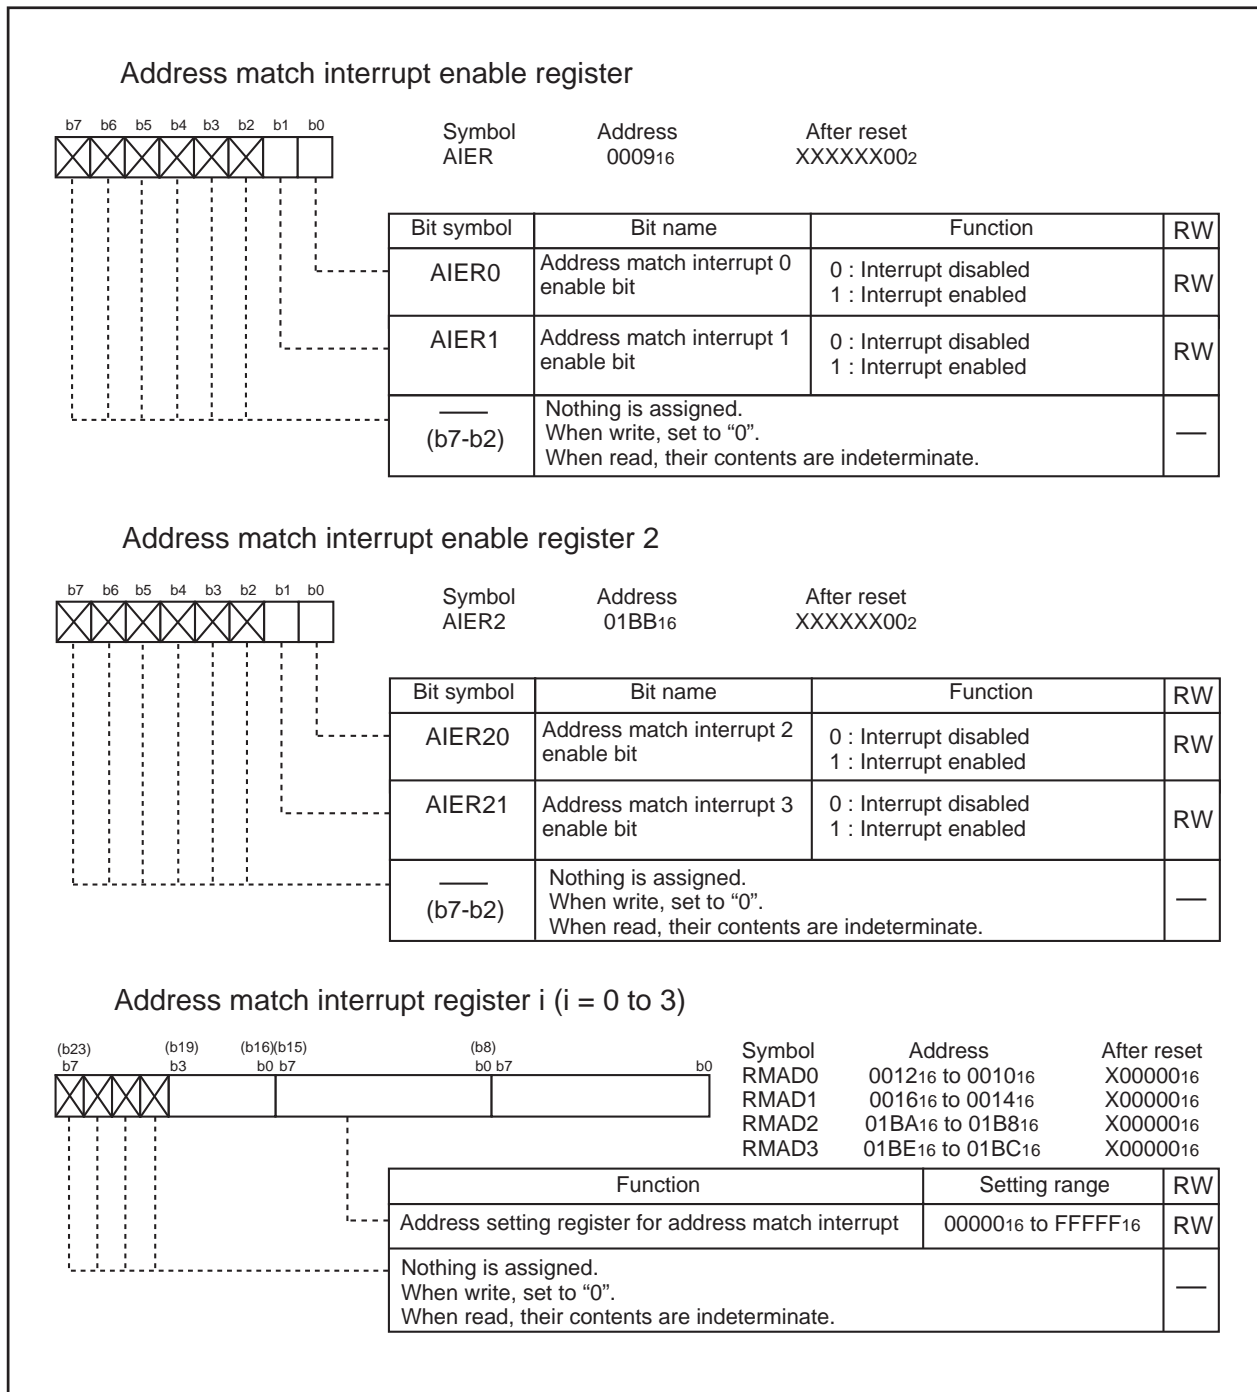 Address match interrupt enable register
b7 b6 b5 b4 b3 b2 b1 b0
Symbol Address After reset
AIER 000916 XXXXXX002
Bit symbol Bit name Function RW
AIER0 Address match interrupt 0 enable bit 0 : Interrupt disabled 1 : Interrupt enabled RW
AIER1 Address match interrupt 1 enable bit 0 : Interrupt disabled 1 : Interrupt enabled RW
Nothing is assigned.
(b7-b2) When write, set to “0”. —
When read, their contents are indeterminate.
Address match interrupt enable register 2
b7 b6 b5 b4 b3 b2 b1 b0
Symbol Address After reset
AIER2 01BB16 XXXXXX002
Bit symbol Bit name Function RW
AIER20 Address match interrupt 2 enable bit 0 : Interrupt disabled 1 : Interrupt enabled RW
AIER21 Address match interrupt 3 enable bit 0 : Interrupt disabled 1 : Interrupt enabled RW
Nothing is assigned.
(b7-b2) When write, set to “0”. —
When read, their contents are indeterminate.
Address match interrupt register i (i = 0 to 3)
(b23) (b19) (b16)(b15) (b8)
b7 b3 b0 b7 b0 b7 b0
Symbol Address After reset
RMAD0 001216 to 001016 X0000016
RMAD1 001616 to 001416 X0000016
RMAD2 01BA16 to 01B816 X0000016
RMAD3 01BE16 to 01BC16 X0000016
Function Setting range RW
Address setting register for address match interrupt 0000016 to FFFFF16 RW
Nothing is assigned.
When write, set to “0”. —
When read, their contents are indeterminate.